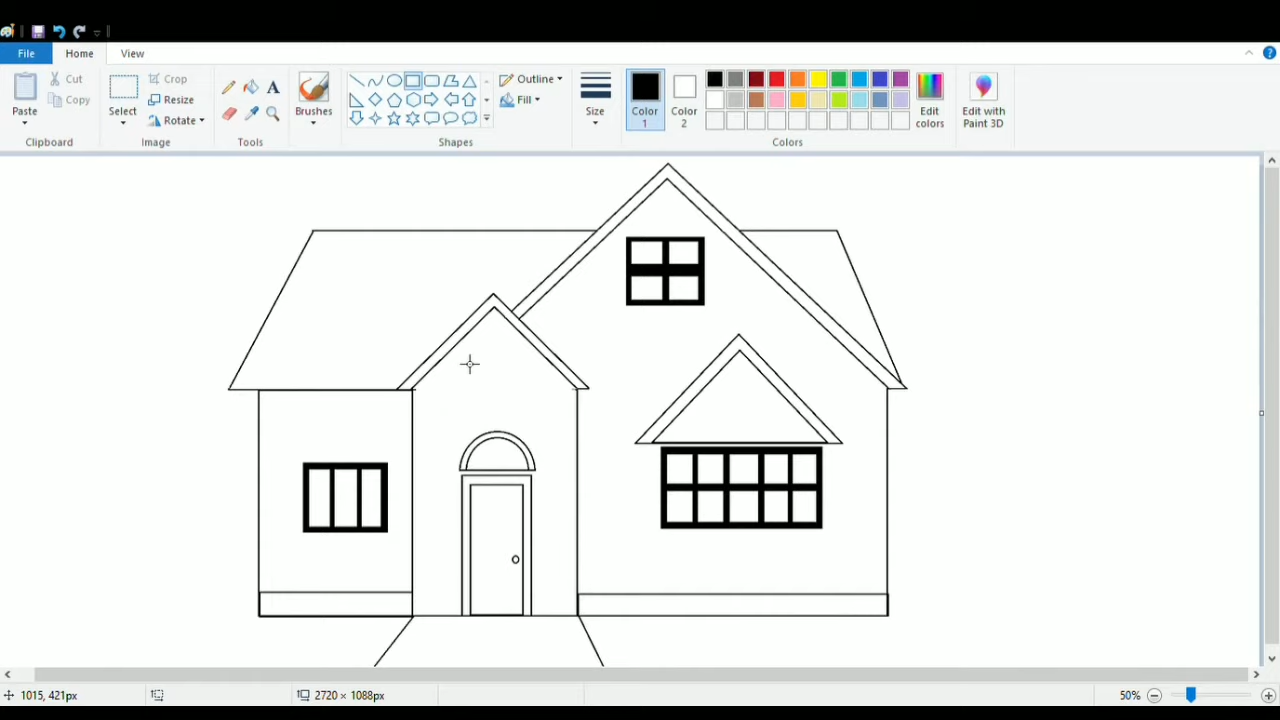 File Home View
Paste Cut Copy Clipboard
Select Crop Resize Rotate Image
A Tools
Brushes
Outline Fill Shapes
Size
Color 1 Color 2 Edit colors Colors
Edit with Paint 3D
1015, 421px 2720 × 1088px 50%